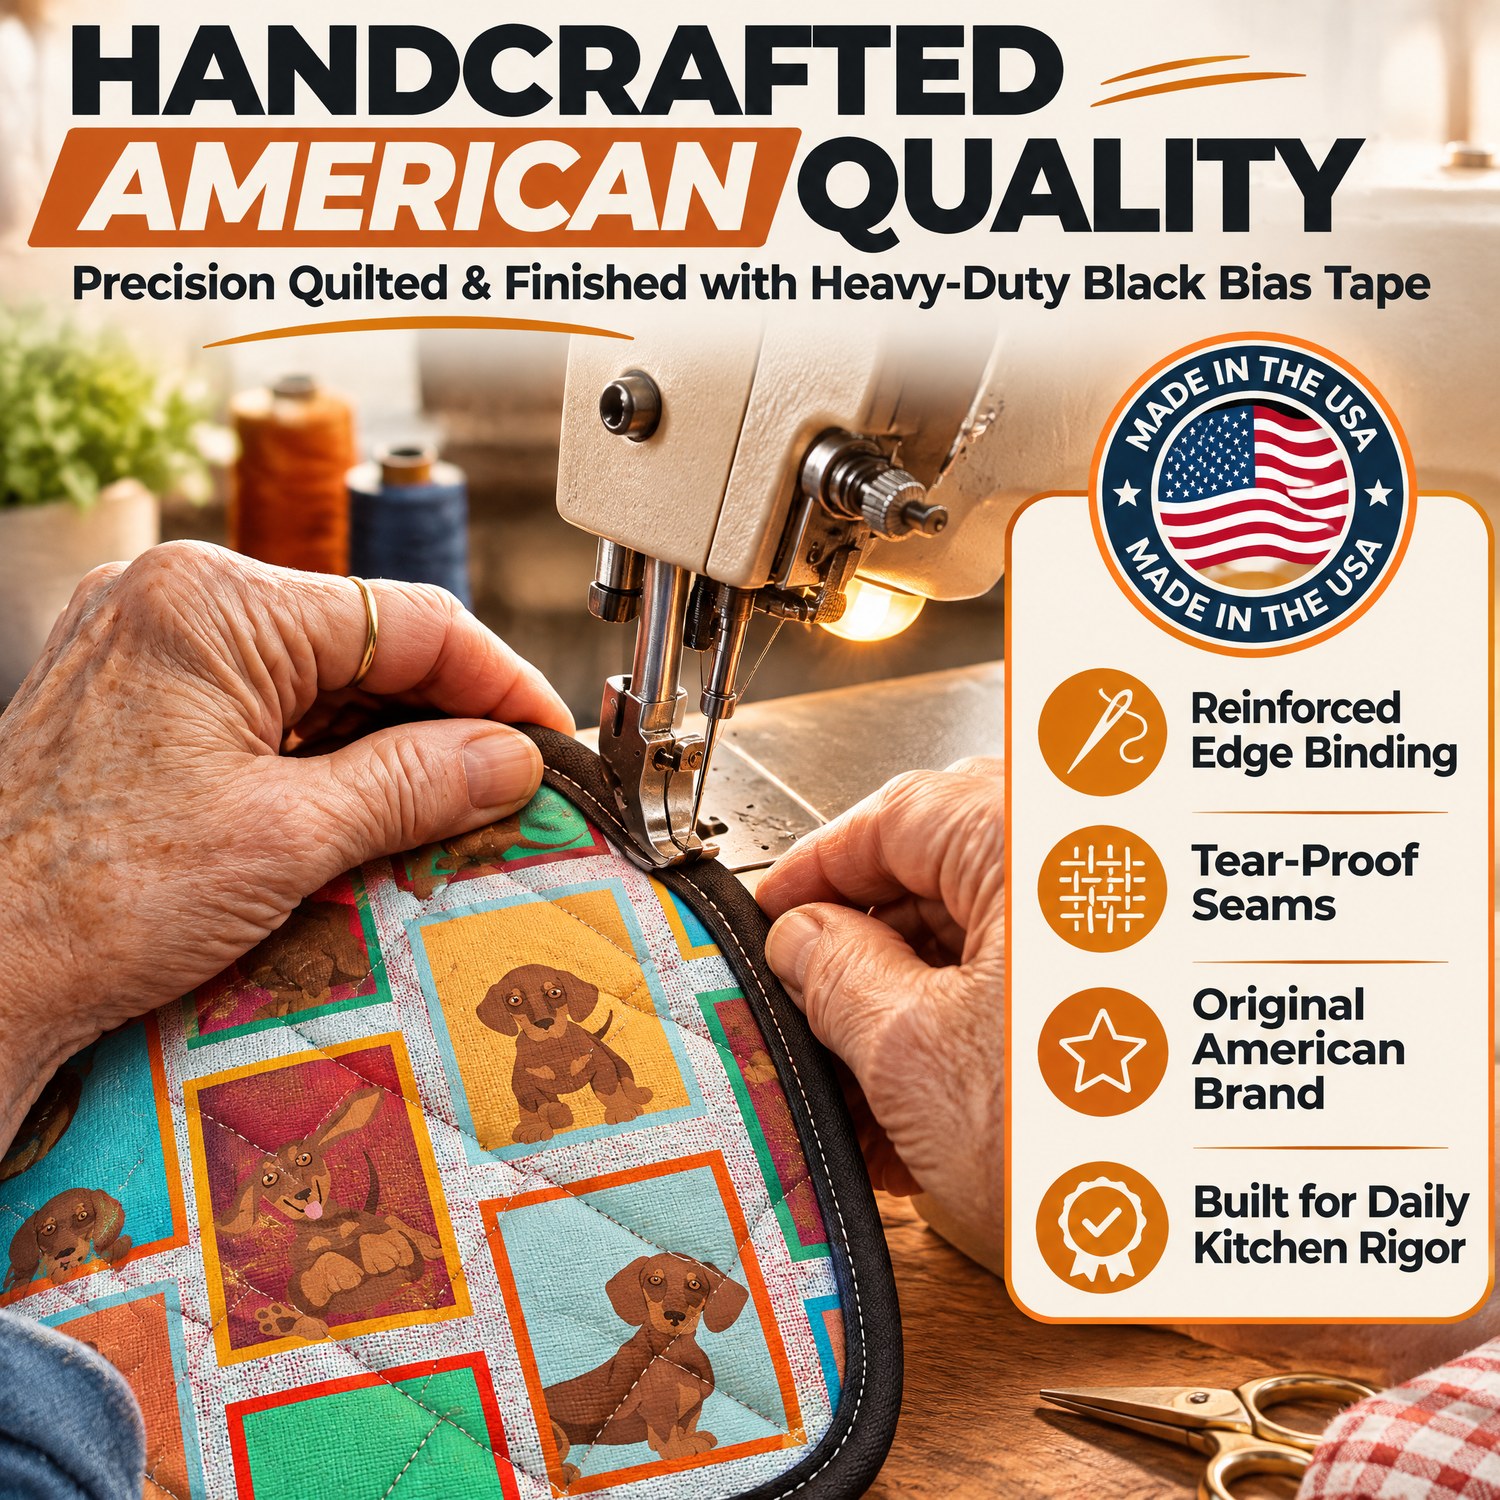 HANDCRAFTED
AMERICAN QUALITY
Precision Quilted & Finished with Heavy-Duty Black Bias Tape
MADE IN THE USA
MADE IN THE USA
Reinforced
Edge Binding
Tear-Proof
Seams
Original
American
Brand
Built for Daily
Kitchen Rigor